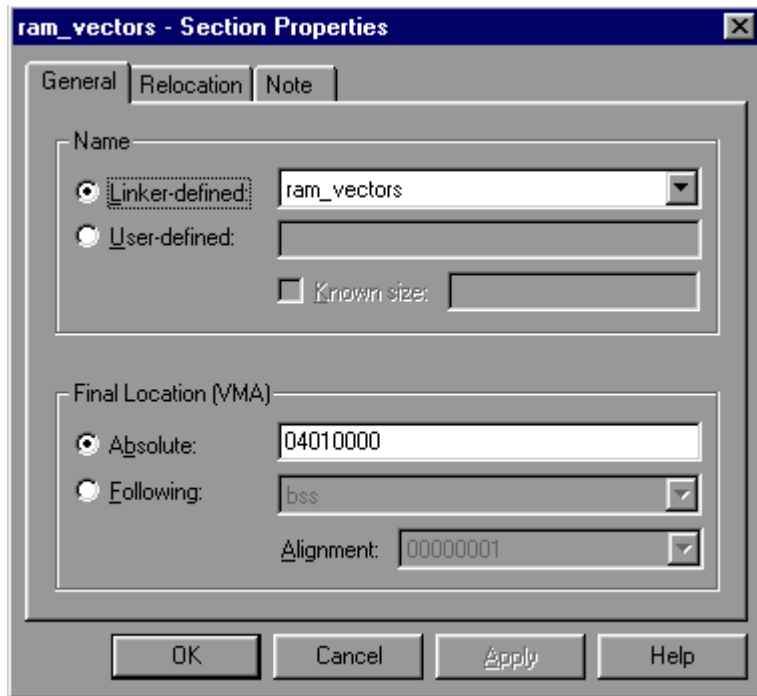 ram_vectors - Section Properties
General Relocation Note
Name
Linker-defined: ram_vectors
User-defined:
Known size:
Final Location (VMA)
Absolute: 04010000
Following: bss
Alignment: 00000001
OK Cancel Apply Help